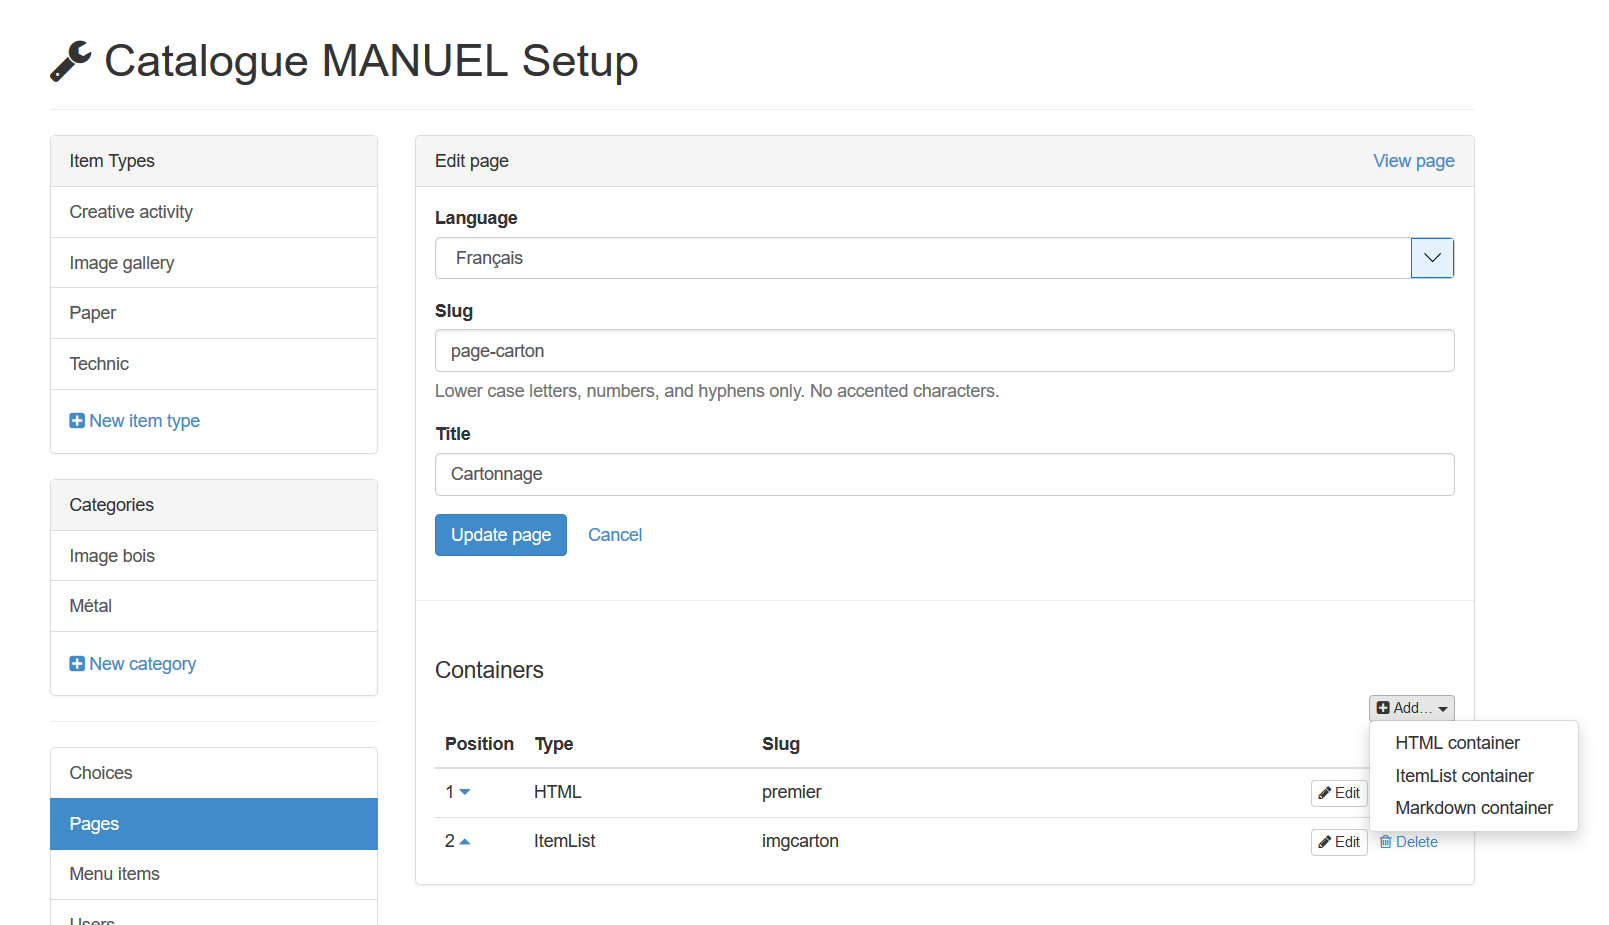 Catalogue MANUEL Setup
Item Types
Creative activity
Image gallery
Paper
Technic
New item type
Categories
Image bois
Métal
New category
Choices
Pages
Menu items
Users
Edit page View page
Language
Français
Slug
page-carton
Lower case letters, numbers, and hyphens only. No accented characters.
Title
Cartonnage
Update page Cancel
Containers
Add...
HTML container
ItemList container
Markdown container
Position Type Slug
1 HTML premier Edit
2 ItemList imgcarton Edit Delete